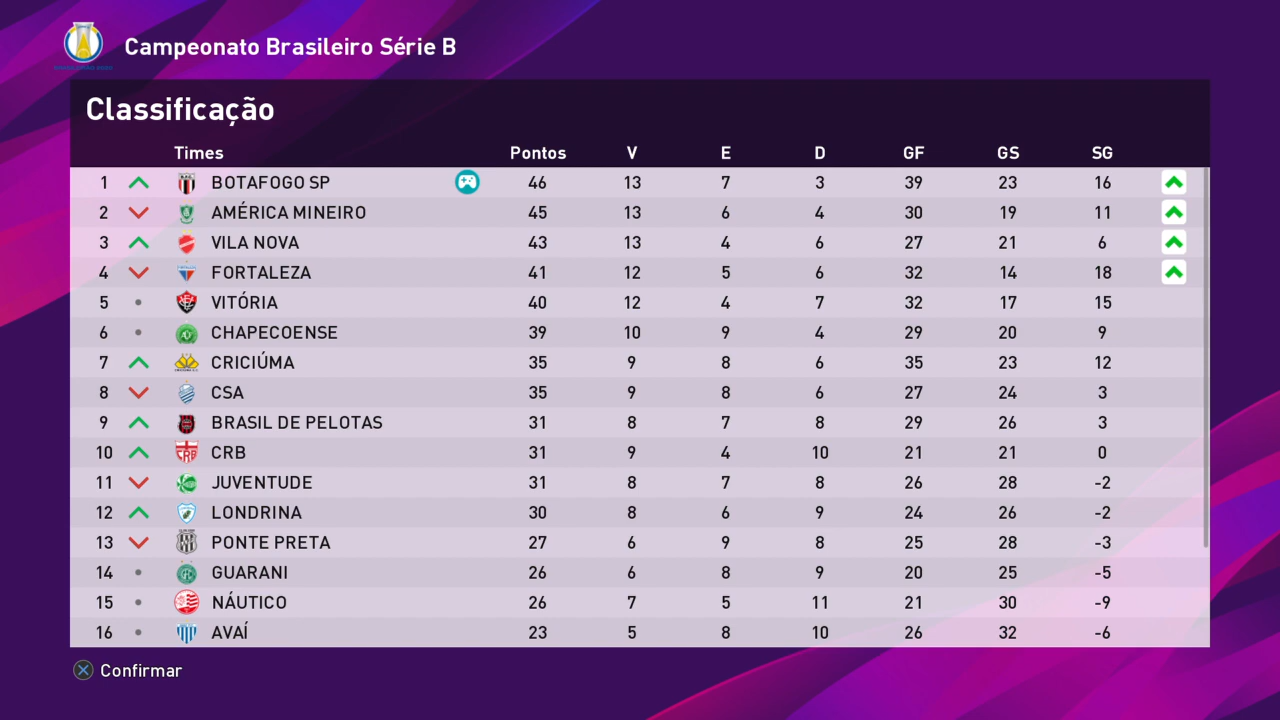 Campeonato Brasileiro Série B
Classificação
Times Pontos V E D GF GS SG
1 BOTAFOGO SP 46 13 7 3 39 23 16
2 AMÉRICA MINEIRO 45 13 6 4 30 19 11
3 VILA NOVA 43 13 4 6 27 21 6
4 FORTALEZA 41 12 5 6 32 14 18
5 VITÓRIA 40 12 4 7 32 17 15
6 CHAPECOENSE 39 10 9 4 29 20 9
7 CRICIÚMA 35 9 8 6 35 23 12
8 CSA 35 9 8 6 27 24 3
9 BRASIL DE PELOTAS 31 8 7 8 29 26 3
10 CRB 31 9 4 10 21 21 0
11 JUVENTUDE 31 8 7 8 26 28 -2
12 LONDRINA 30 8 6 9 24 26 -2
13 PONTE PRETA 27 6 9 8 25 28 -3
14 GUARANI 26 6 8 9 20 25 -5
15 NÁUTICO 26 7 5 11 21 30 -9
16 AVAÍ 23 5 8 10 26 32 -6
Confirmar